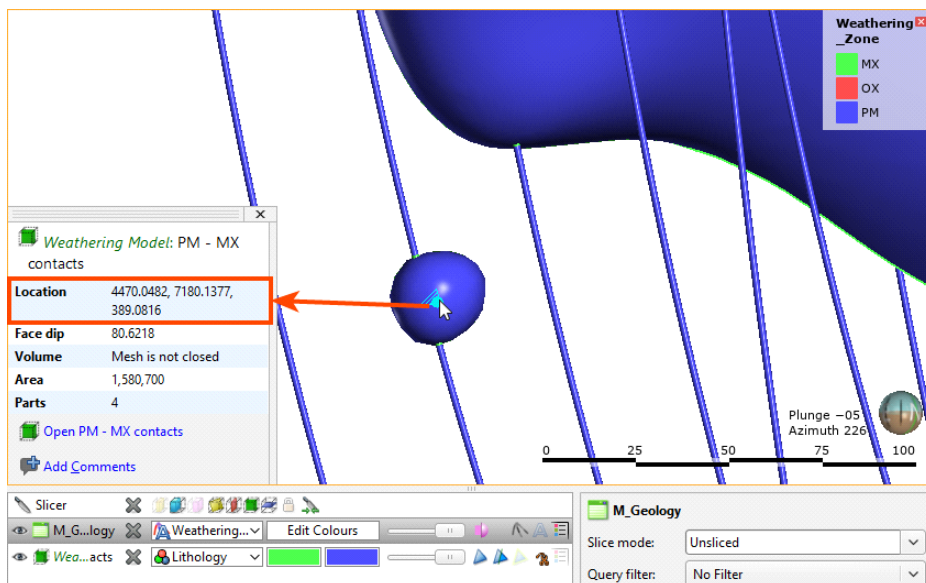 Weathering
_Zone
MX
OX
PM
Weathering Model: PM - MX
contacts
Location 4470.0482, 7180.1377,
389.0816
Face dip 80.6218
Volume Mesh is not closed
Area 1,580,700
Parts 4
Open PM - MX contacts
Add Comments
Plunge −05
Azimuth 226
0 25 50 75 100
Slicer
M_G...logy Weathering... Edit Colours
Wea...acts Lithology
M_Geology
Slice mode: Unsliced
Query filter: No Filter